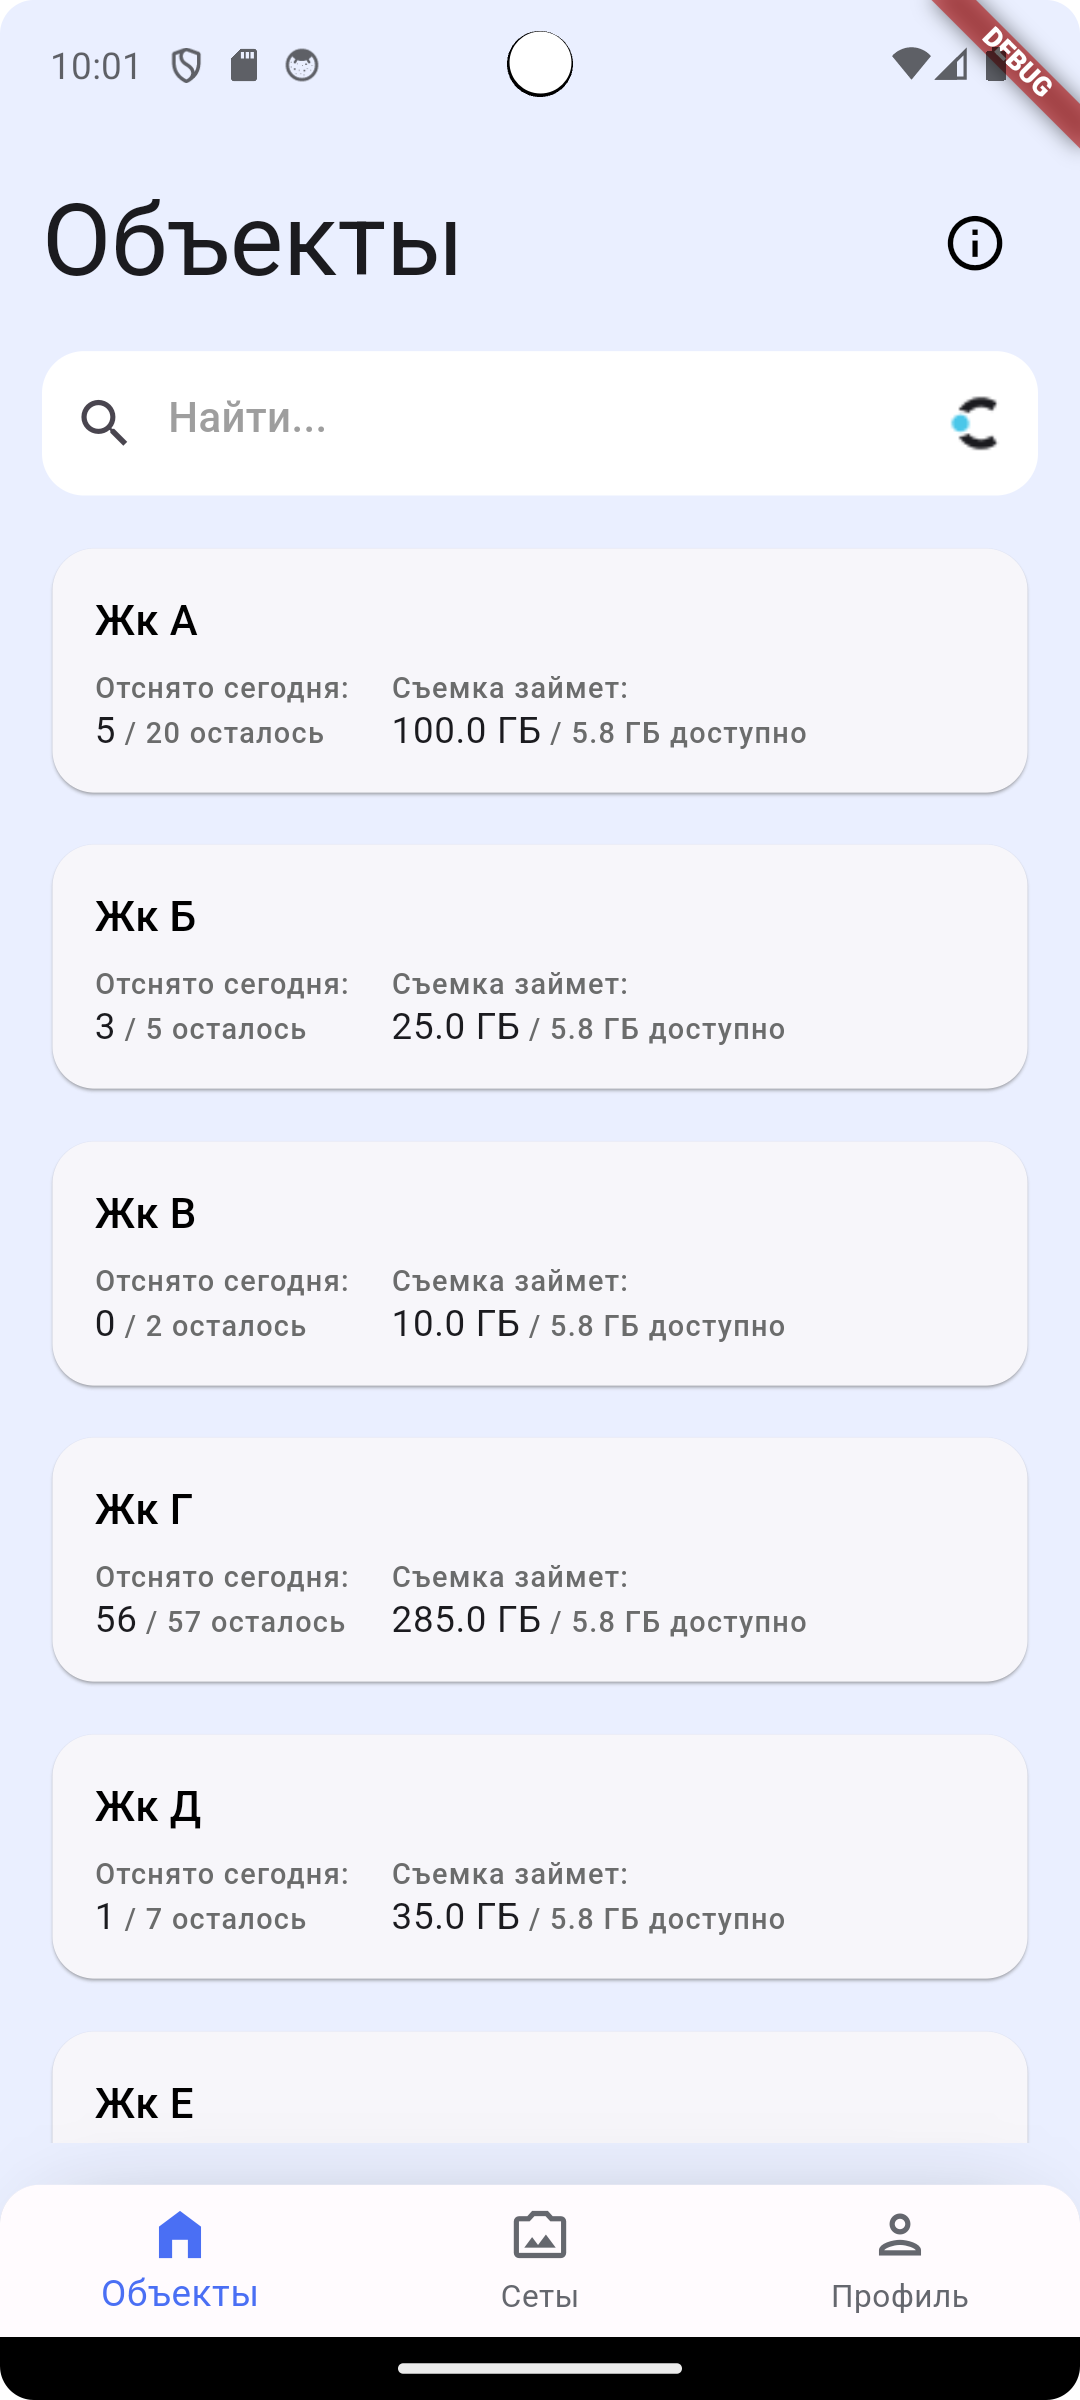 10:01
DEBUG
Объекты
Найти...
Жк А
Отснято сегодня: Съемка займет:
5 / 20 осталось 100.0 ГБ / 5.8 ГБ доступно
Жк Б
Отснято сегодня: Съемка займет:
3 / 5 осталось 25.0 ГБ / 5.8 ГБ доступно
Жк В
Отснято сегодня: Съемка займет:
0 / 2 осталось 10.0 ГБ / 5.8 ГБ доступно
Жк Г
Отснято сегодня: Съемка займет:
56 / 57 осталось 285.0 ГБ / 5.8 ГБ доступно
Жк Д
Отснято сегодня: Съемка займет:
1 / 7 осталось 35.0 ГБ / 5.8 ГБ доступно
Жк Е
Объекты Сеты Профиль